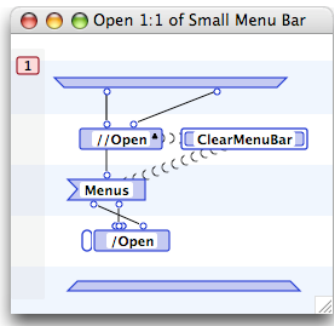 Open 1:1 of Small Menu Bar
1
//Open
ClearMenuBar
Menus
/Open